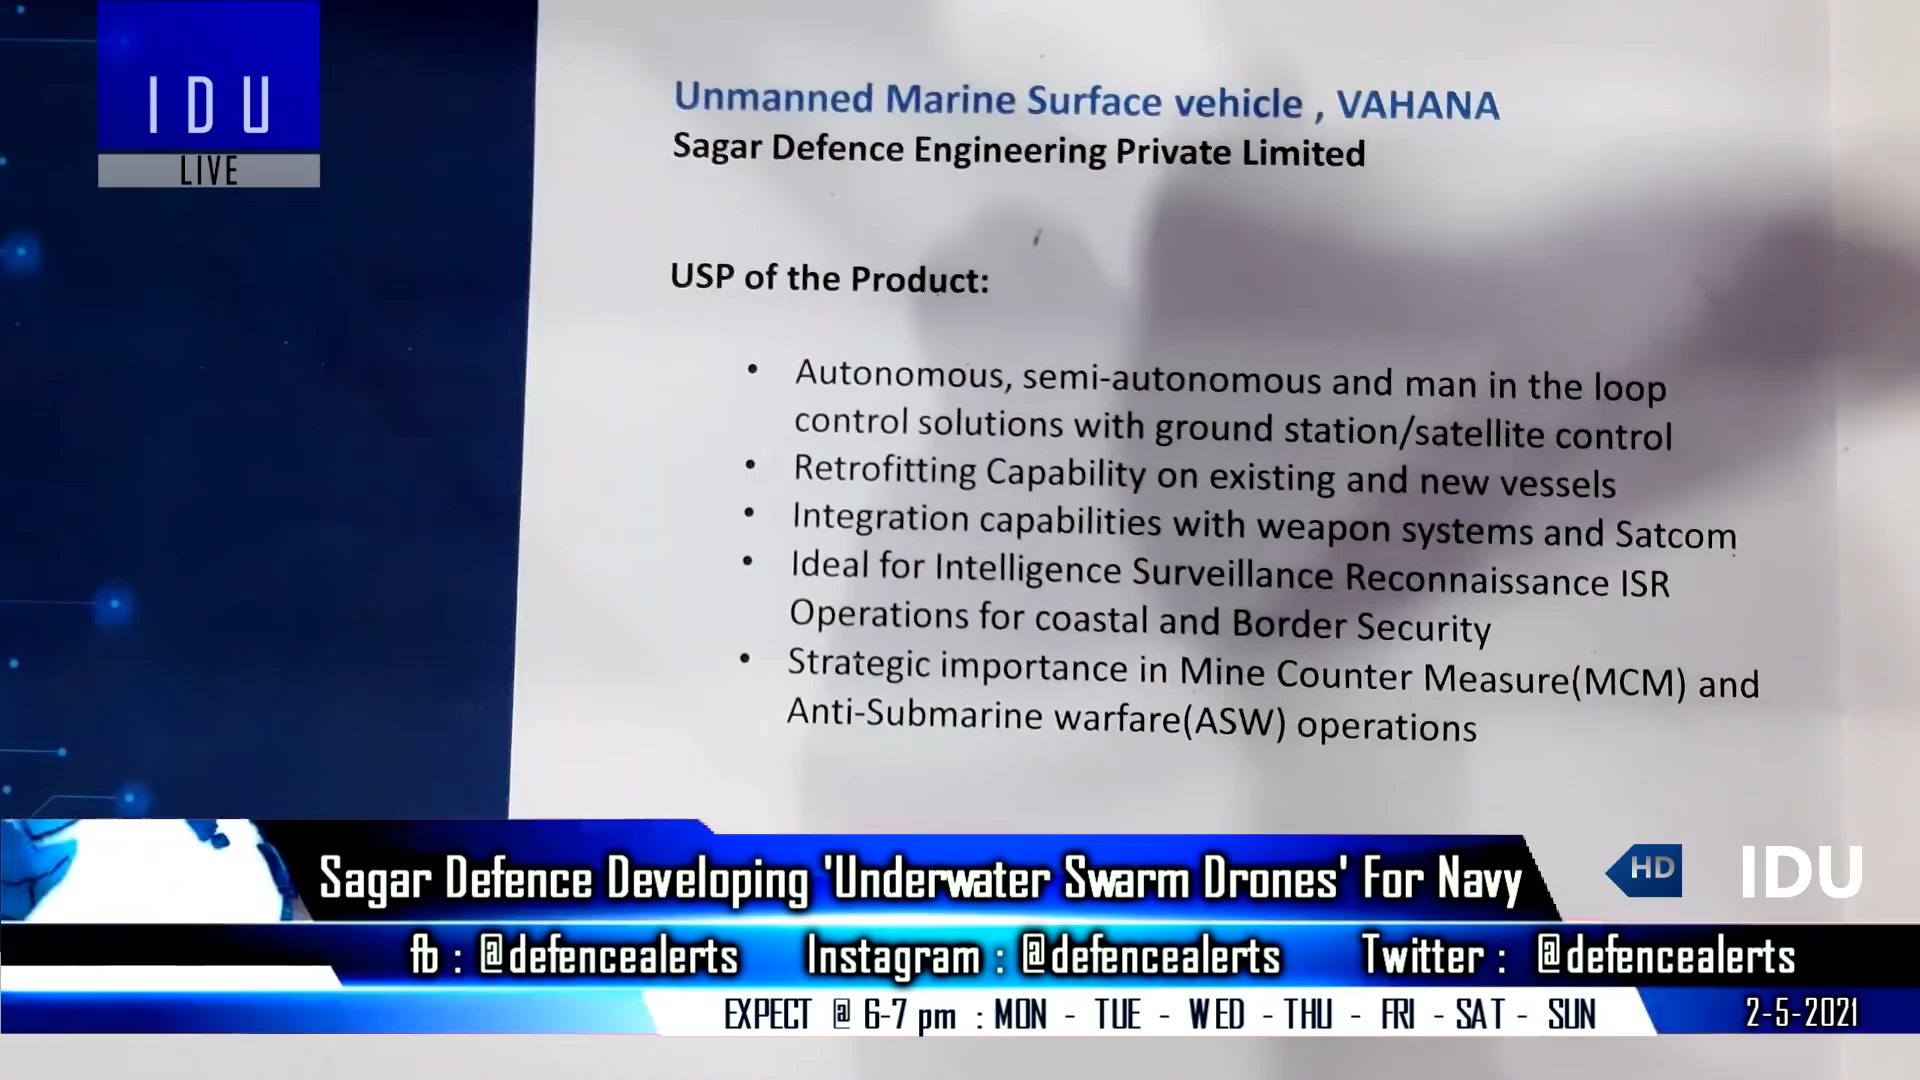 IDU
LIVE
Unmanned Marine Surface vehicle , VAHANA
Sagar Defence Engineering Private Limited
USP of the Product:
• Autonomous, semi-autonomous and man in the loop
control solutions with ground station/satellite control
• Retrofitting Capability on existing and new vessels
• Integration capabilities with weapon systems and Satcom
• Ideal for Intelligence Surveillance Reconnaissance ISR
Operations for coastal and Border Security
• Strategic importance in Mine Counter Measure(MCM) and
Anti-Submarine warfare(ASW) operations
Sagar Defence Developing 'Underwater Swarm Drones' For Navy
HD IDU
fb : @defencealerts Instagram : @defencealerts Twitter : @defencealerts
EXPECT @ 6-7 pm : MON - TUE - WED - THU - FRI - SAT - SUN 2-5-2021